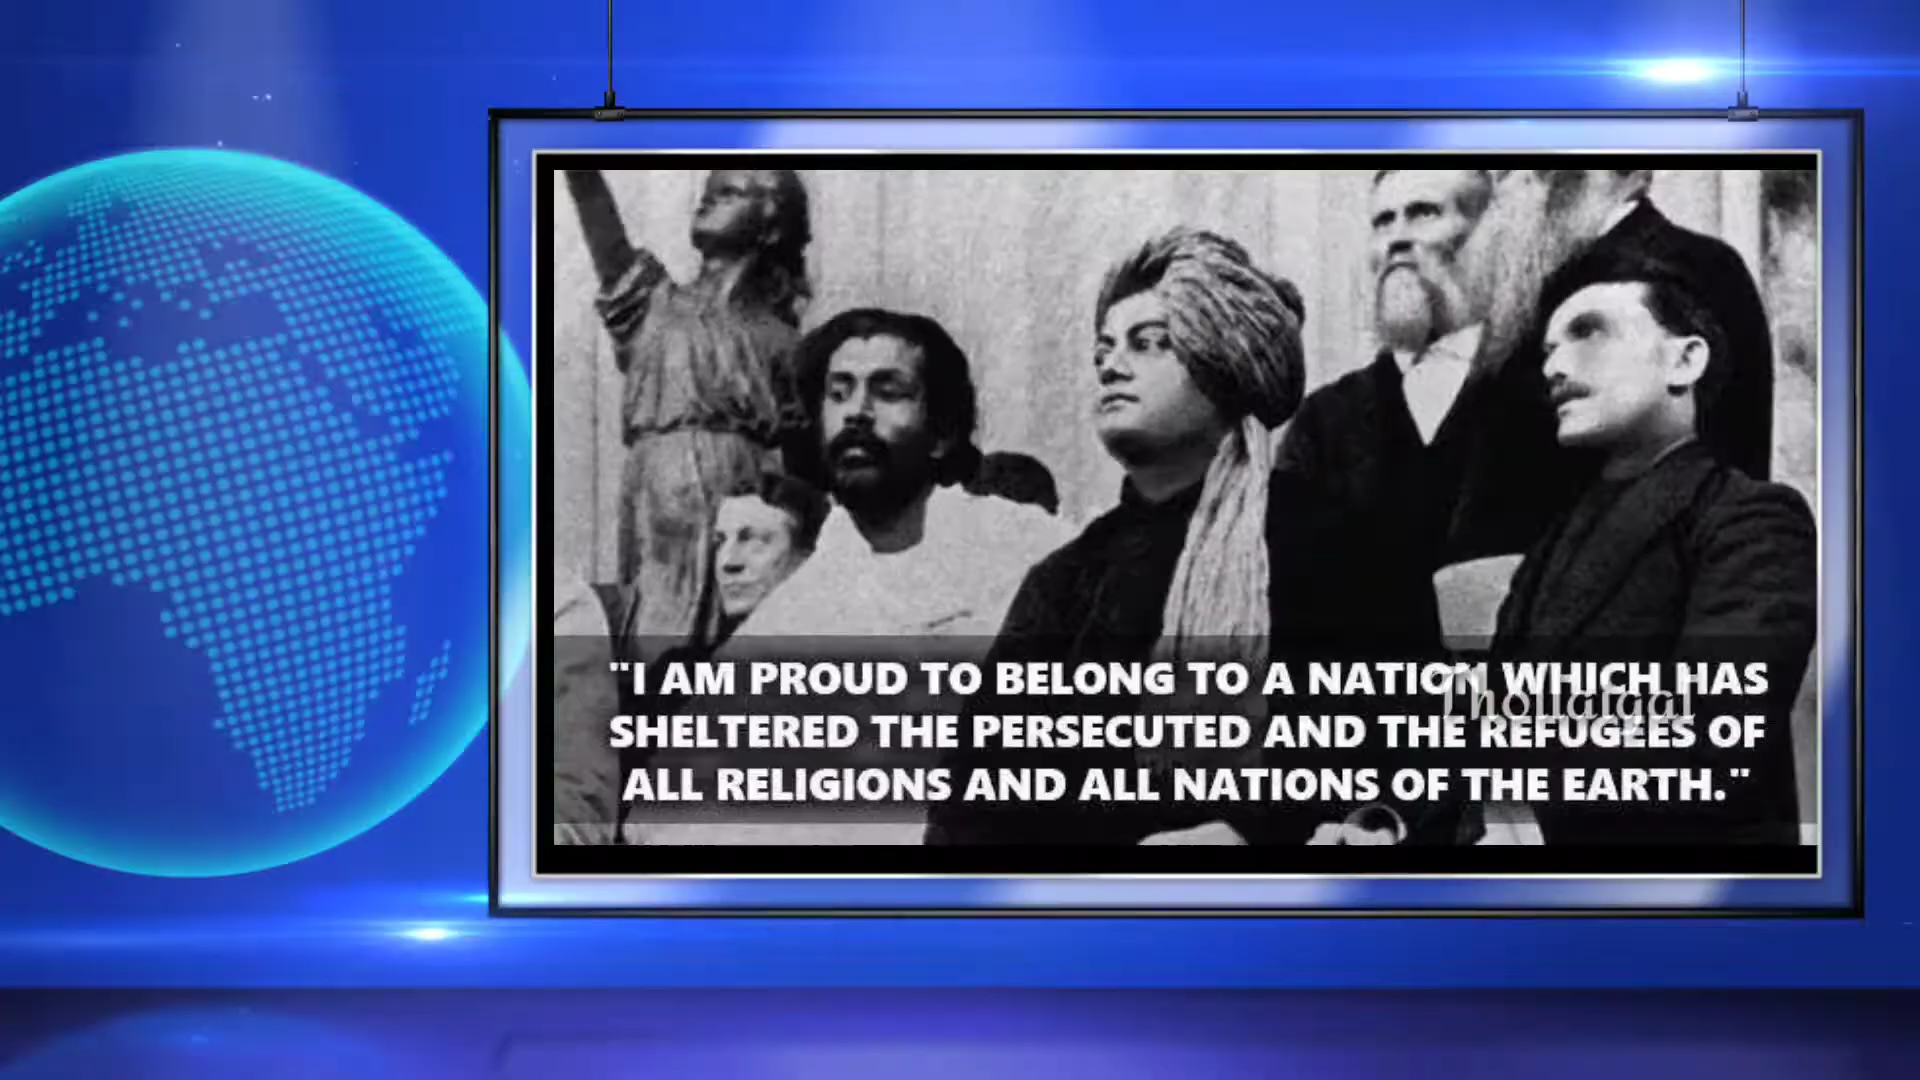 "I AM PROUD TO BELONG TO A NATION WHICH HAS
SHELTERED THE PERSECUTED AND THE REFUGEES OF
ALL RELIGIONS AND ALL NATIONS OF THE EARTH."
Thollaigal